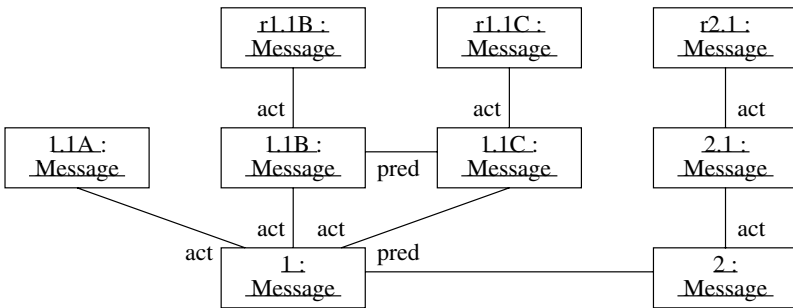 r1.1B :
Message
r1.1C :
Message
r2.1:
Message
act
act
act
1.1A :
Message
1.1B :
Message
pred
1.1C :
Message
2.1 :
Message
act
act
act
act
1 :
Message
pred
2 :
Message